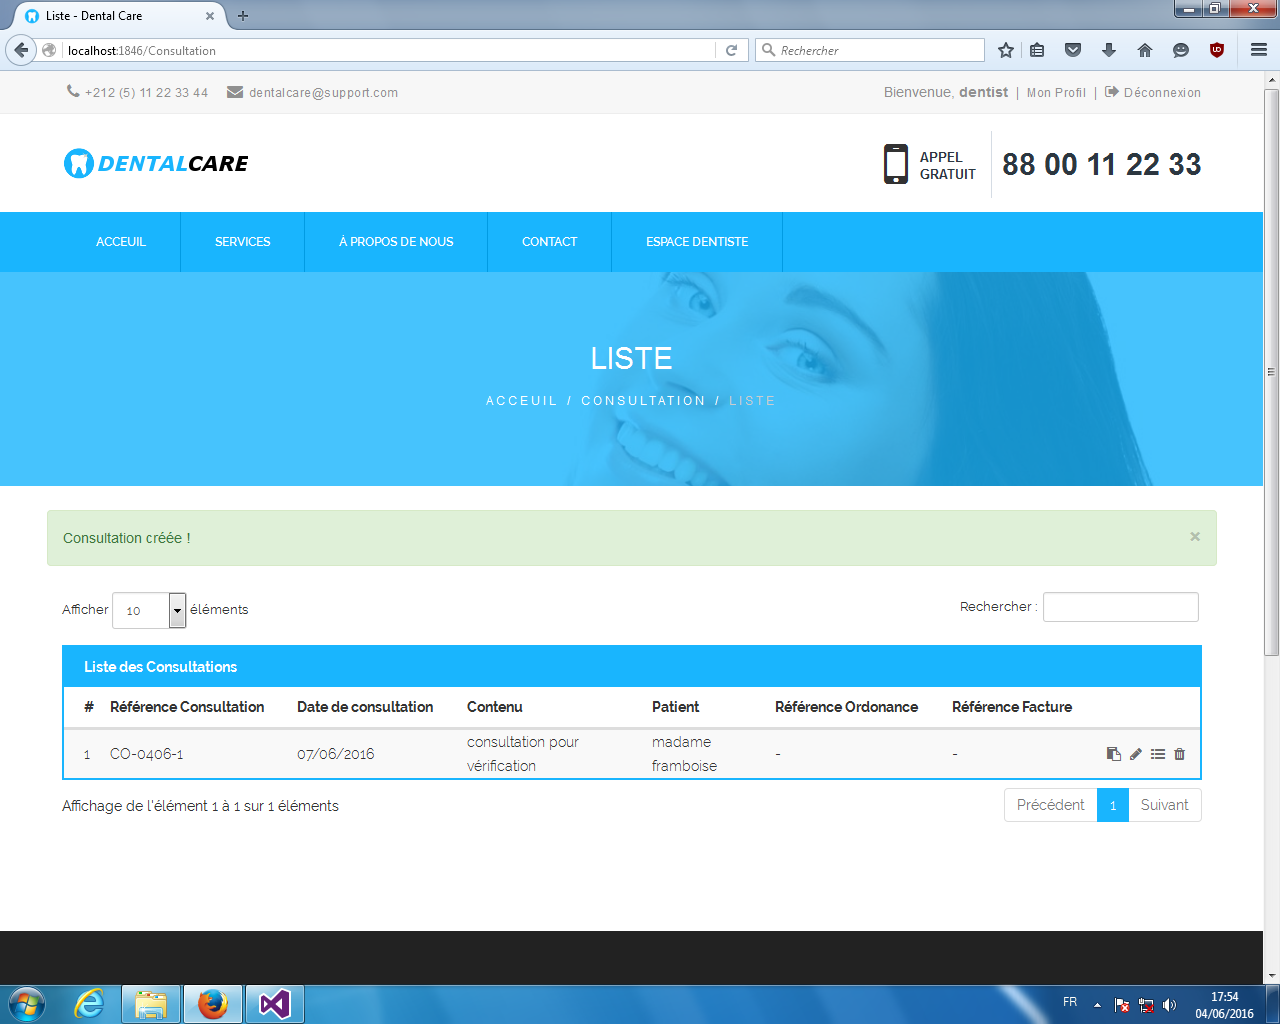 Liste - Dental Care
localhost:1846/Consultation
Rechercher
+212 (5) 11 22 33 44 dentalcare@support.com
Bienvenue, dentist | Mon Profil | Déconnexion
DENTALCARE
APPEL
GRATUIT
88 00 11 22 33
ACCEUIL SERVICES À PROPOS DE NOUS CONTACT ESPACE DENTISTE
LISTE
ACCEUIL / CONSULTATION / LISTE
Consultation créée !
×
Afficher 10 éléments
Rechercher :
Liste des Consultations
# Référence Consultation Date de consultation Contenu Patient Référence Ordonance Référence Facture
1 CO-0406-1 07/06/2016 consultation pour vérification madame framboise - -
Affichage de l'élément 1 à 1 sur 1 éléments
Précédent 1 Suivant
FR
17:54
04/06/2016